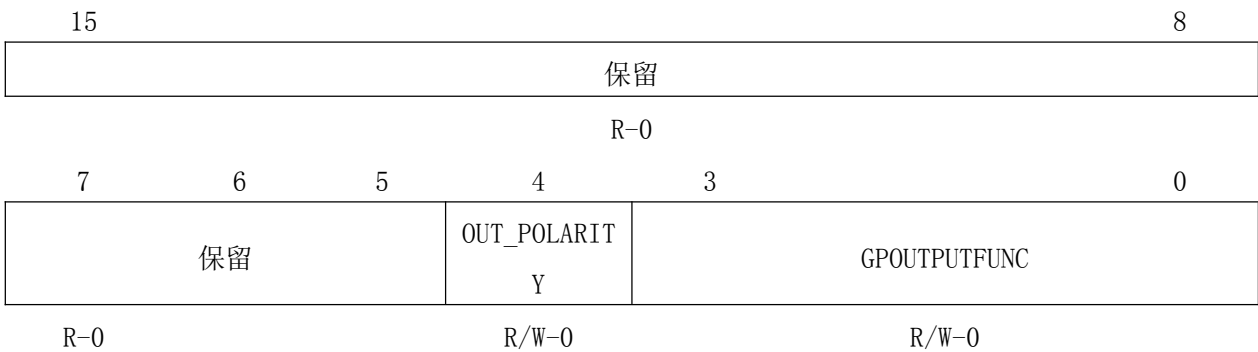 15 8
保留
R-0
7 6 5 4 3 0
保留 OUT_POLARIT
Y GPOUTPUTFUNC
R-0 R/W-0 R/W-0